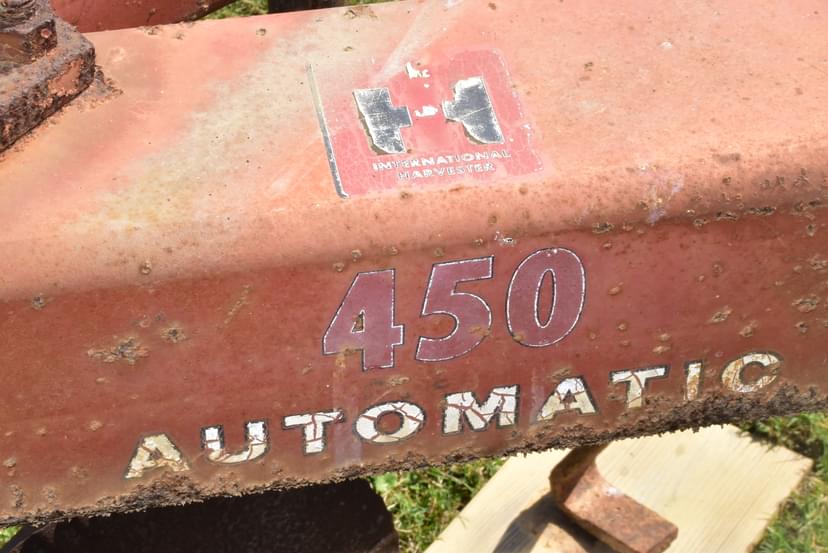 INTERNATIONAL
HARVESTER
450
AUTOMATIC